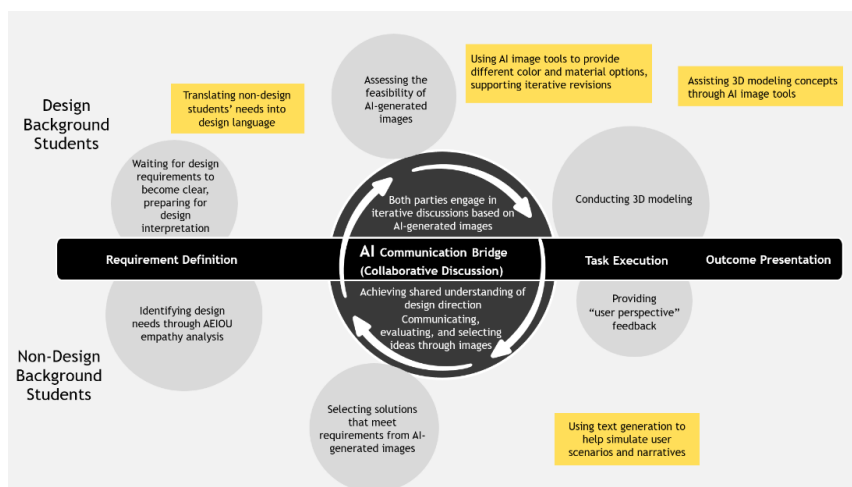 Design
Background
Students
Translating non-design
students' needs into
design language
Assessing the
feasibility of
AI-generated
images
Using AI image tools to provide
different color and material options,
supporting iterative revisions
Assisting 3D modeling concepts
through AI image tools
Waiting for design
requirements to
become clear,
preparing for
design
interpretation
Both parties engage in
iterative discussions based on
AI-generated images
Conducting 3D modeling
Requirement Definition
AI Communication Bridge
(Collaborative Discussion)
Task Execution
Outcome Presentation
Identifying design
needs through AEIOU
empathy analysis
Achieving shared understanding of
design direction
Communicating,
evaluating, and selecting
ideas through images
Providing
“user perspective”
feedback
Non-Design
Background
Students
Selecting solutions
that meet
requirements from AI-
generated images
Using text generation to
help simulate user
scenarios and narratives